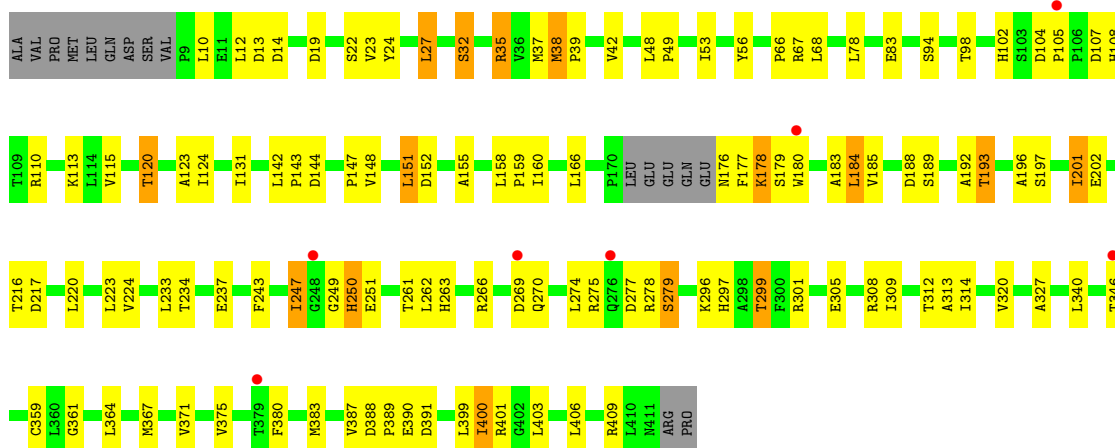 ALA VAL PRO MET LEU GLN ASP SER VAL P9 L10 E11 L12 D13 D14 D19 S22 V23 Y24 L27 S32 R35 V36 M37 M38 P39 V42 L48 P49 I53 Y56 P66 R67 L68 L78 E83 S94 T98 H102 S103 D104 P105 P106 D107 H108
T109 R110 K113 L114 V115 T120 A123 I124 I131 L142 P143 D144 P147 V148 L151 D152 A155 L158 P159 I160 L166 P170 LEU GLU GLU GLN GLU N176 F177 K178 S179 W180 A183 L184 V185 D188 S189 A192 T193 A196 S197 I201 E202
T216 D217 L220 L223 V224 L233 T234 E237 F243 I247 G248 G249 H250 E251 T261 L262 H263 R266 D269 Q270 L274 R275 Q276 D277 R278 S279 K296 H297 A298 T299 F300 R301 E305 R308 I309 T312 A313 I314 V320 A327 L340 T346
C359 L360 G361 L364 M367 V371 V375 T379 F380 M383 V387 D388 P389 E390 D391 L399 I400 R401 G402 L403 L406 R409 L410 N411 ARG PRO